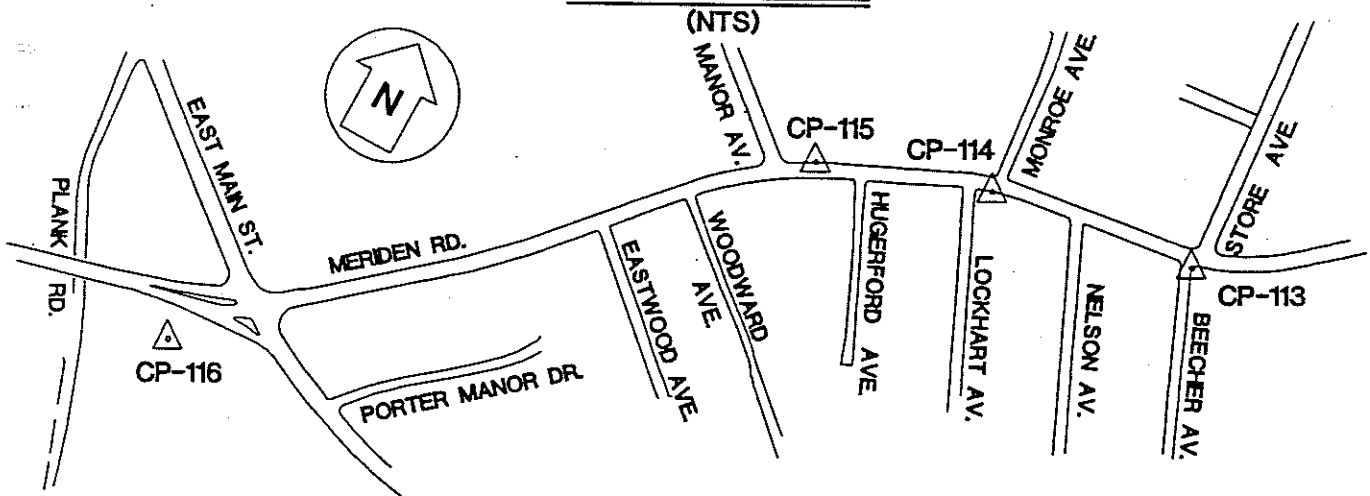 (NTS)
MANOR AV.
MONROE AVE.
STORE AVE.
EAST MAIN ST.
N
CP-115
CP-114
PLANK RD.
MERIDEN RD.
HUGERFORD AVE.
LOCKHART AV.
NELSON AV.
BEECHER AV.
CP-113
EASTWOOD AVE.
WOODWARD AVE.
CP-116
PORTER MANOR DR.